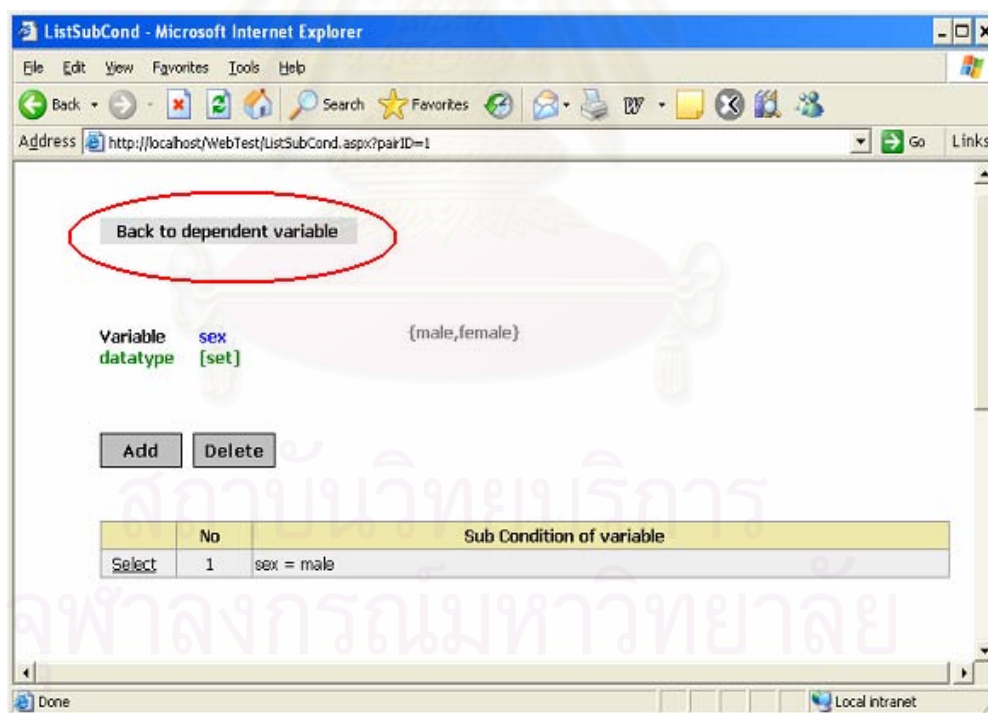 ListSubCond - Microsoft Internet Explorer
File Edit View Favorites Tools Help
Back Search Favorites
Address http://localhost/WebTest/ListSubCond.aspx?pairID=1 Go Links
Back to dependent variable
Variable sex {male,female}
datatype [set]
Add Delete
สถาบันวิทยบริการ
No Sub Condition of variable
Select 1 sex = male
จุฬาลงกรณ์มหาวิทยาลัย
Done Local intranet